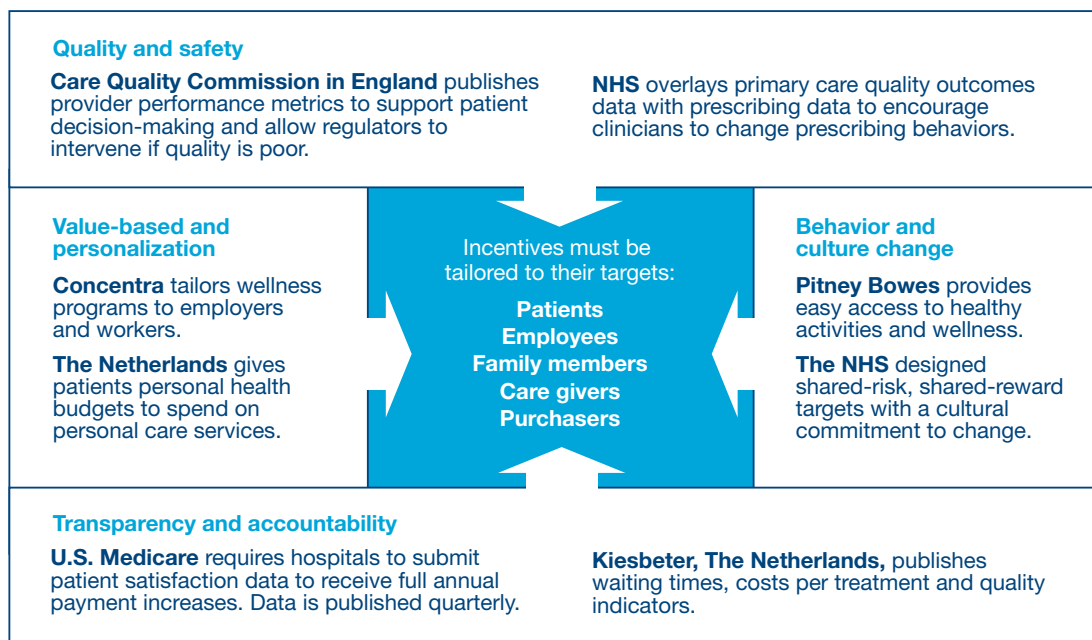 Quality and safety
Care Quality Commission in England publishes
provider performance metrics to support patient
decision-making and allow regulators to
intervene if quality is poor.
NHS overlays primary care quality outcomes
data with prescribing data to encourage
clinicians to change prescribing behaviors.
Value-based and
personalization
Concentra tailors wellness
programs to employers
and workers.
The Netherlands gives
patients personal health
budgets to spend on
personal care services.
Incentives must be
tailored to their targets:
Patients
Employees
Family members
Care givers
Purchasers
Behavior and
culture change
Pitney Bowes provides
easy access to healthy
activities and wellness.
The NHS designed
shared-risk, shared-reward
targets with a cultural
commitment to change.
Transparency and accountability
U.S. Medicare requires hospitals to submit
patient satisfaction data to receive full annual
payment increases. Data is published quarterly.
Kiesbeter, The Netherlands, publishes
waiting times, costs per treatment and quality
indicators.